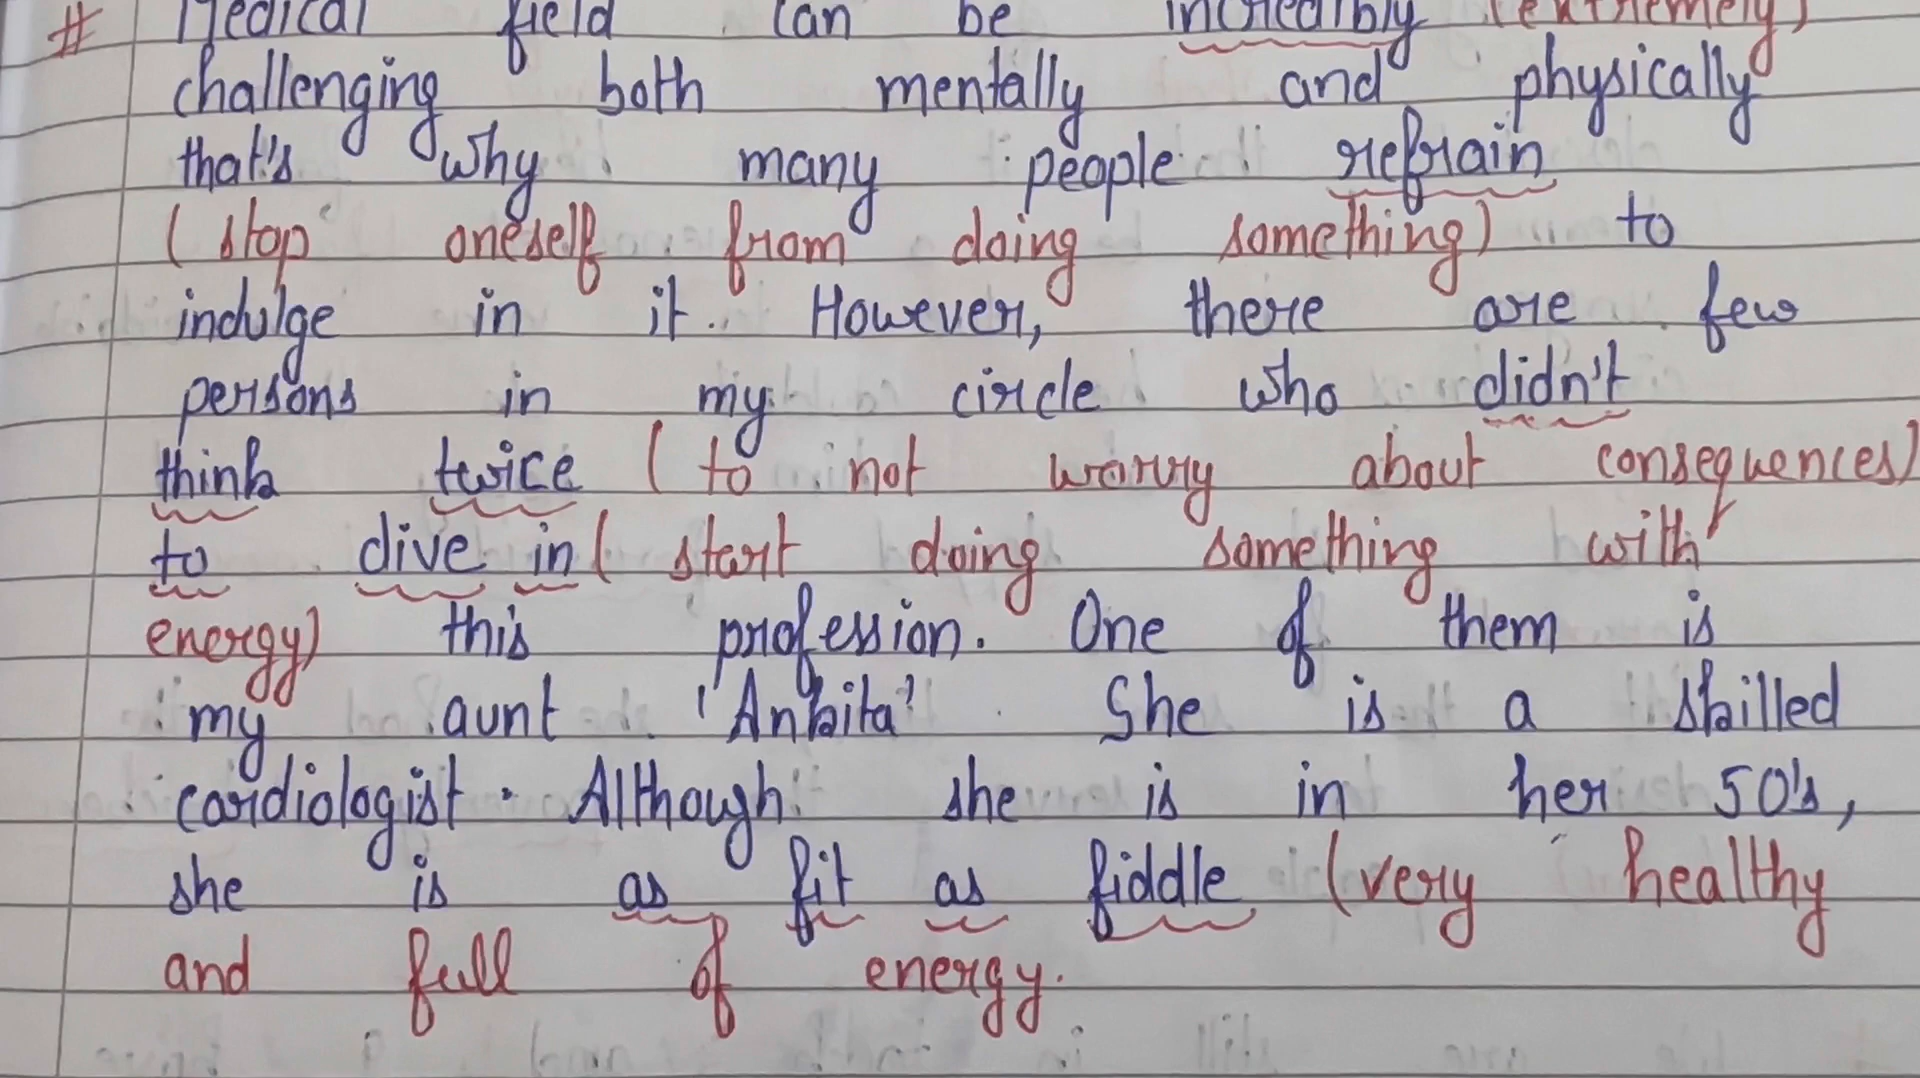 # Medical field can be incredibly (extremely)
challenging both mentally and physically
that's why many people refrain
(stop oneself from doing something) to
indulge in it. However, there are few
persons in my circle who didn't
think twice (to not worry about consequences)
to dive in (start doing something with
energy) this profession. One of them is
my aunt 'Ankita'. She is a skilled
cardiologist. Although she is in her 50's,
she is as fit as fiddle (very healthy
and full of energy.